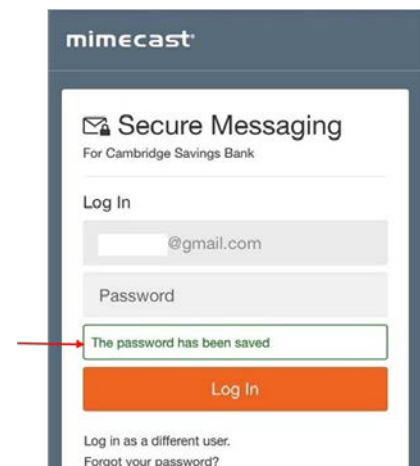 mimecast
Secure Messaging
For Cambridge Savings Bank
Log In
@gmail.com
Password
The password has been saved
Log In
Log in as a different user.
Forgot your password?